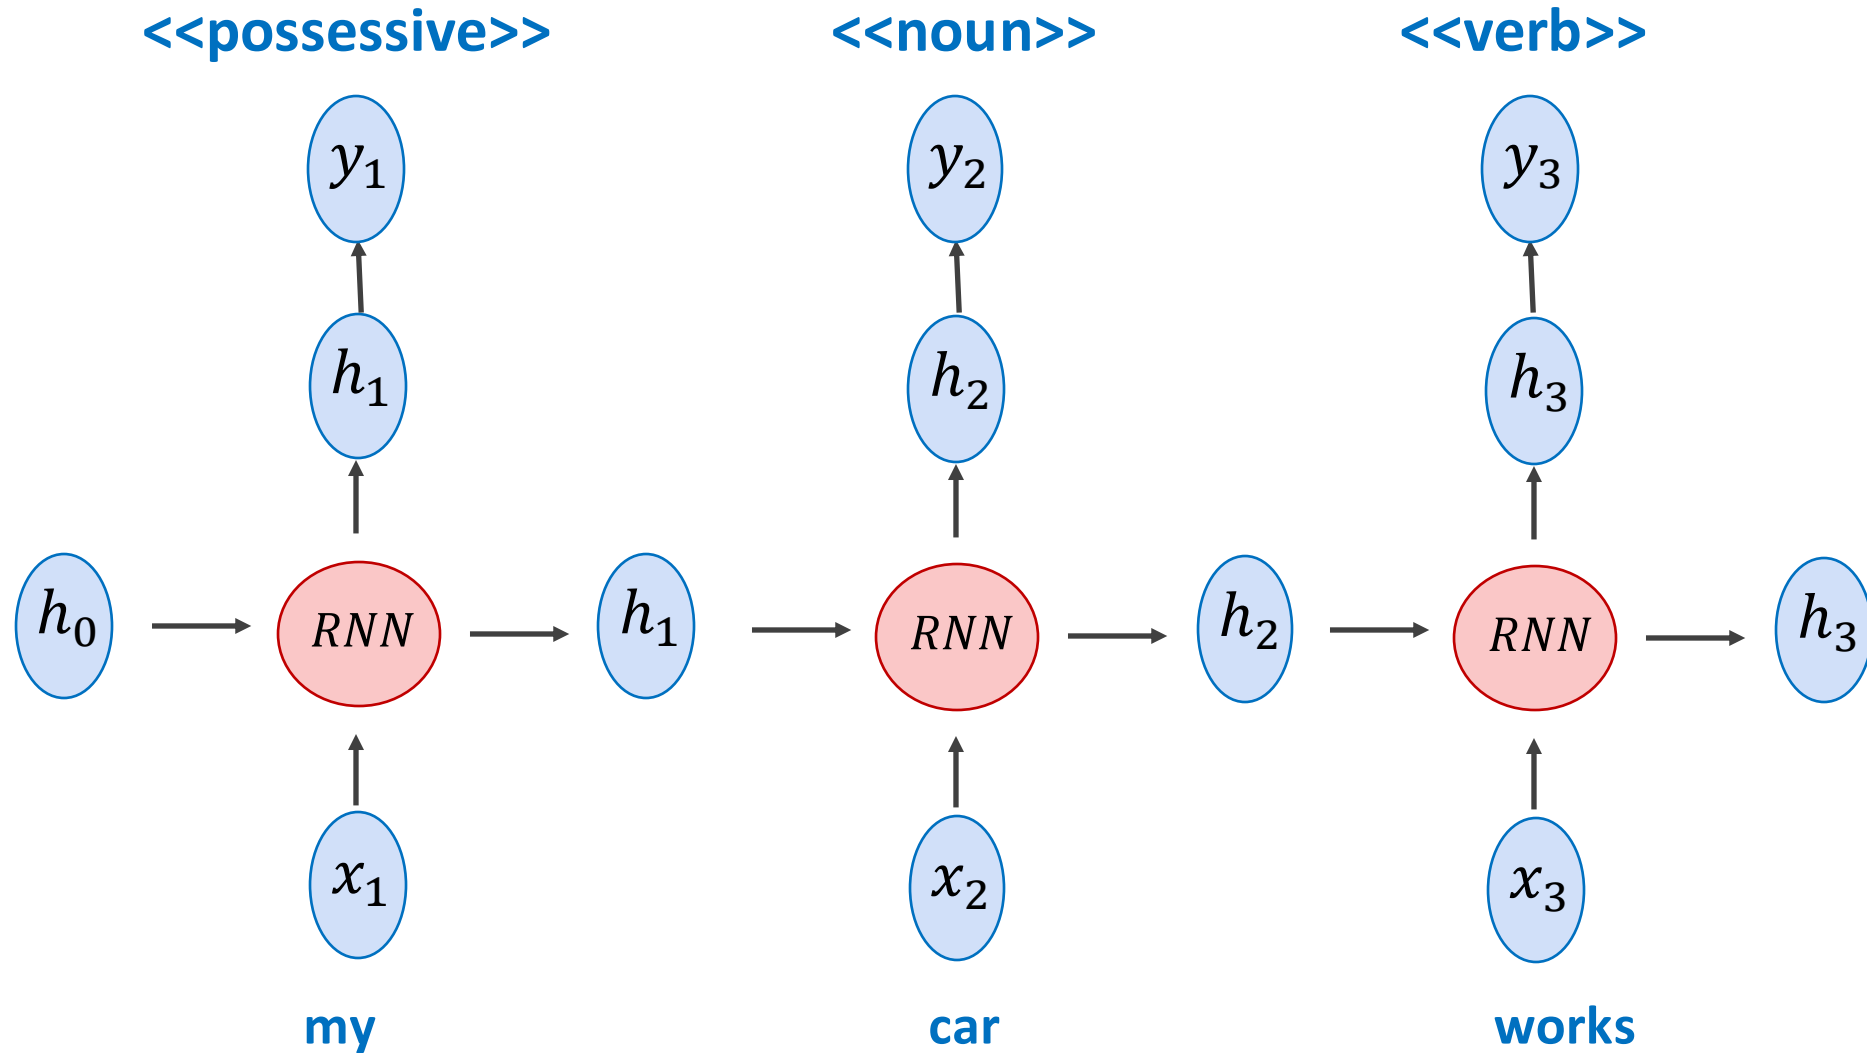 <<possessive>> <<noun>> <<verb>>
y₁ y₂ y₃
h₁ h₂ h₃
h₀ RNN h₁ RNN h₂ RNN h₃
x₁ x₂ x₃
my car works